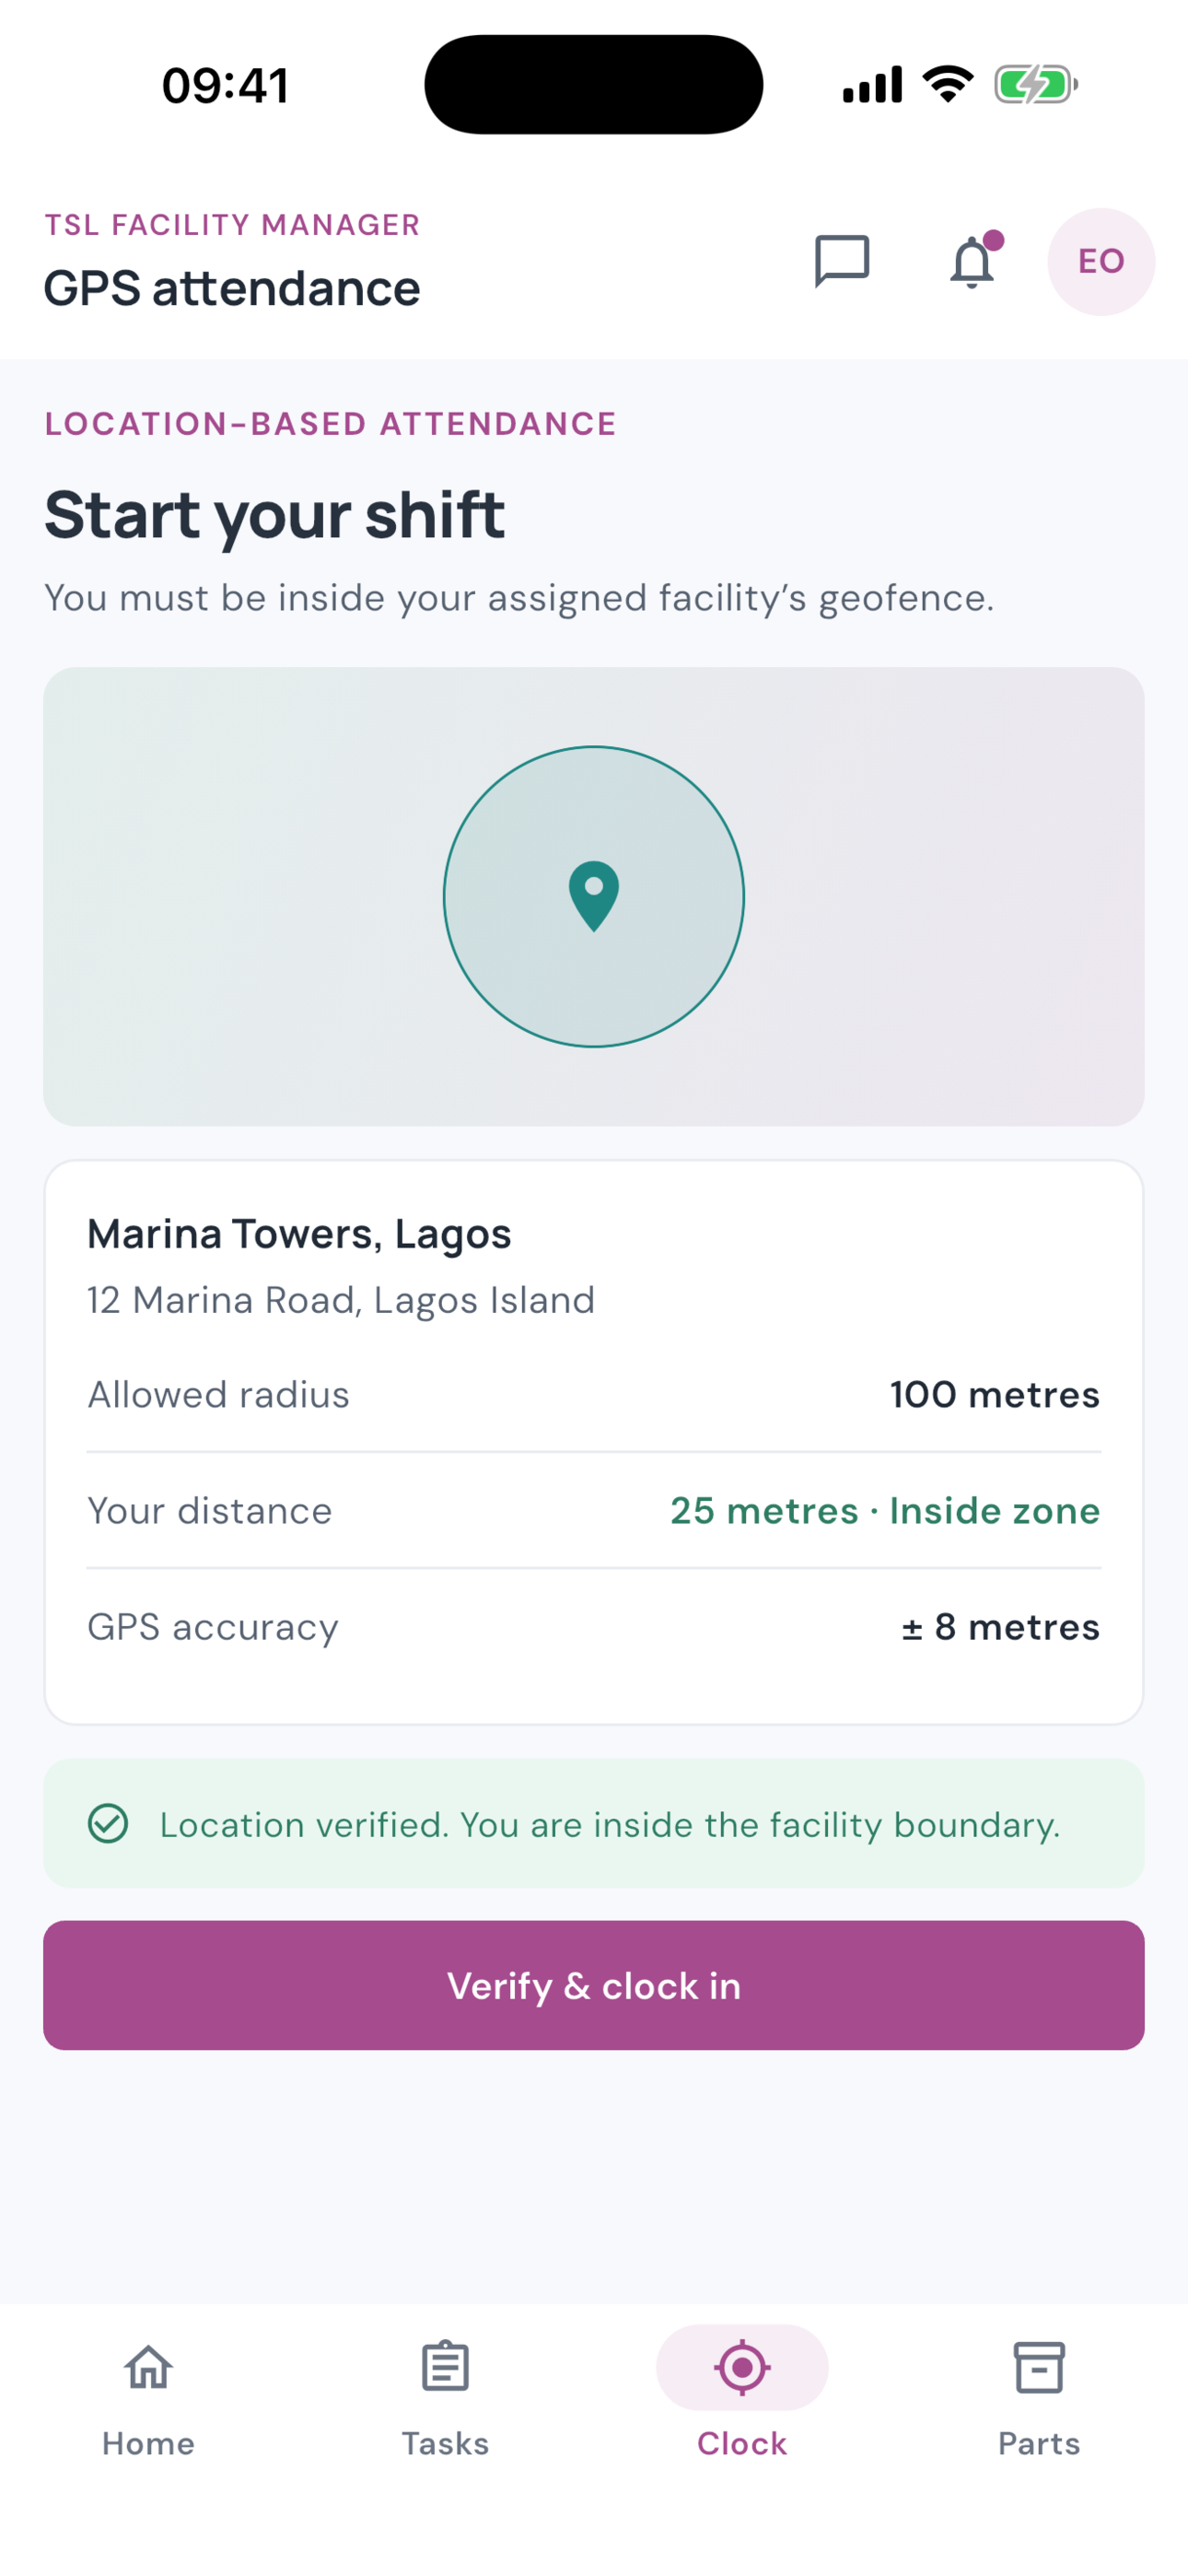 09:41
TSL FACILITY MANAGER
GPS attendance
EO
LOCATION-BASED ATTENDANCE
Start your shift
You must be inside your assigned facility’s geofence.
Marina Towers, Lagos
12 Marina Road, Lagos Island
Allowed radius 100 metres
Your distance 25 metres · Inside zone
GPS accuracy ± 8 metres
Location verified. You are inside the facility boundary.
Verify & clock in
Home Tasks Clock Parts